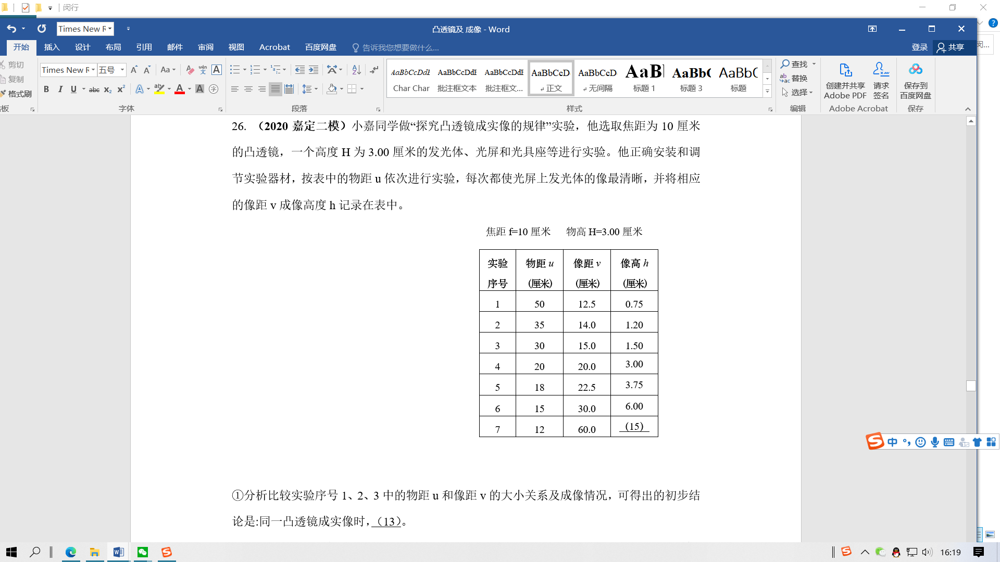 闵行
Times New R
凸透镜及 成像 - Word
开始 插入 设计 布局 引用 邮件 审阅 视图 Acrobat 百度网盘 告诉我您想要做什么... 登录 共享
剪切
复制
格式刷
Times New R 五号
字体
段落
AaBbCcDdE AaBbCcDdE AaBbCcDdE AaBbCcD AaBbCcD AaBl AaBb( AaBb(
Char Char 批注框文本 批注框文... 正文 无间隔 标题 1 标题 3 标题
样式
查找
替换
选择
编辑
创建并共享
Adobe PDF
请求
签名
Adobe Acrobat
保存到
百度网盘
保存
26. （2020 嘉定二模）小嘉同学做“探究凸透镜成实像的规律”实验，他选取焦距为 10 厘米
的凸透镜，一个高度 H 为 3.00 厘米的发光体、光屏和光具座等进行实验。他正确安装和调
节实验器材，按表中的物距 u 依次进行实验，每次都使光屏上发光体的像最清晰，并将相应
的像距 v 成像高度 h 记录在表中。
焦距 f=10 厘米 物高 H=3.00 厘米
实验序号 物距 u (厘米) 像距 v (厘米) 像高 h (厘米)
1 50 12.5 0.75
2 35 14.0 1.20
3 30 15.0 1.50
4 20 20.0 3.00
5 18 22.5 3.75
6 15 30.0 6.00
7 12 60.0 （15）
①分析比较实验序号 1、2、3 中的物距 u 和像距 v 的大小关系及成像情况，可得出的初步结
论是:同一凸透镜成实像时，（13）。
中
16:19